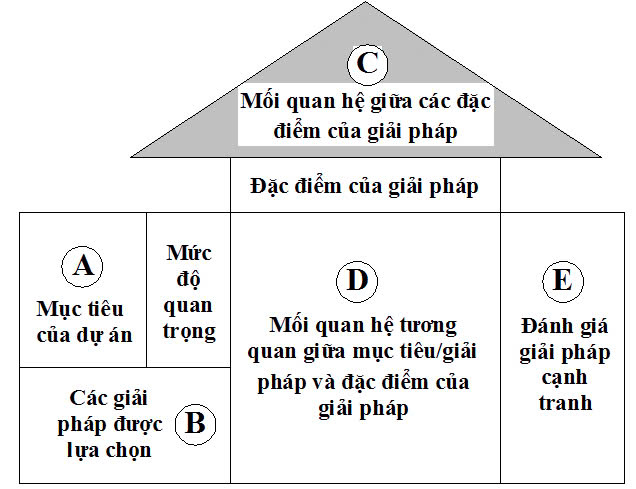 C
Mối quan hệ giữa các đặc
điểm của giải pháp
Đặc điểm của giải pháp
A
Mục tiêu
của dự án
Mức
độ
quan
trọng
Các giải
pháp được
lựa chọn
B
D
Mối quan hệ tương
quan giữa mục tiêu/giải
pháp và đặc điểm của
giải pháp
E
Đánh giá
giải pháp
cạnh
tranh